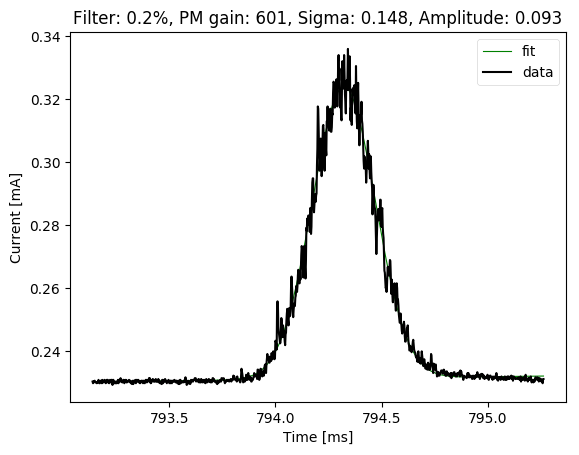 Filter: 0.2%, PM gain: 601, Sigma: 0.148, Amplitude: 0.093
fit
data
0.34
0.32
0.30
0.28
0.26
0.24
Current [mA]
793.5
794.0
794.5
795.0
Time [ms]